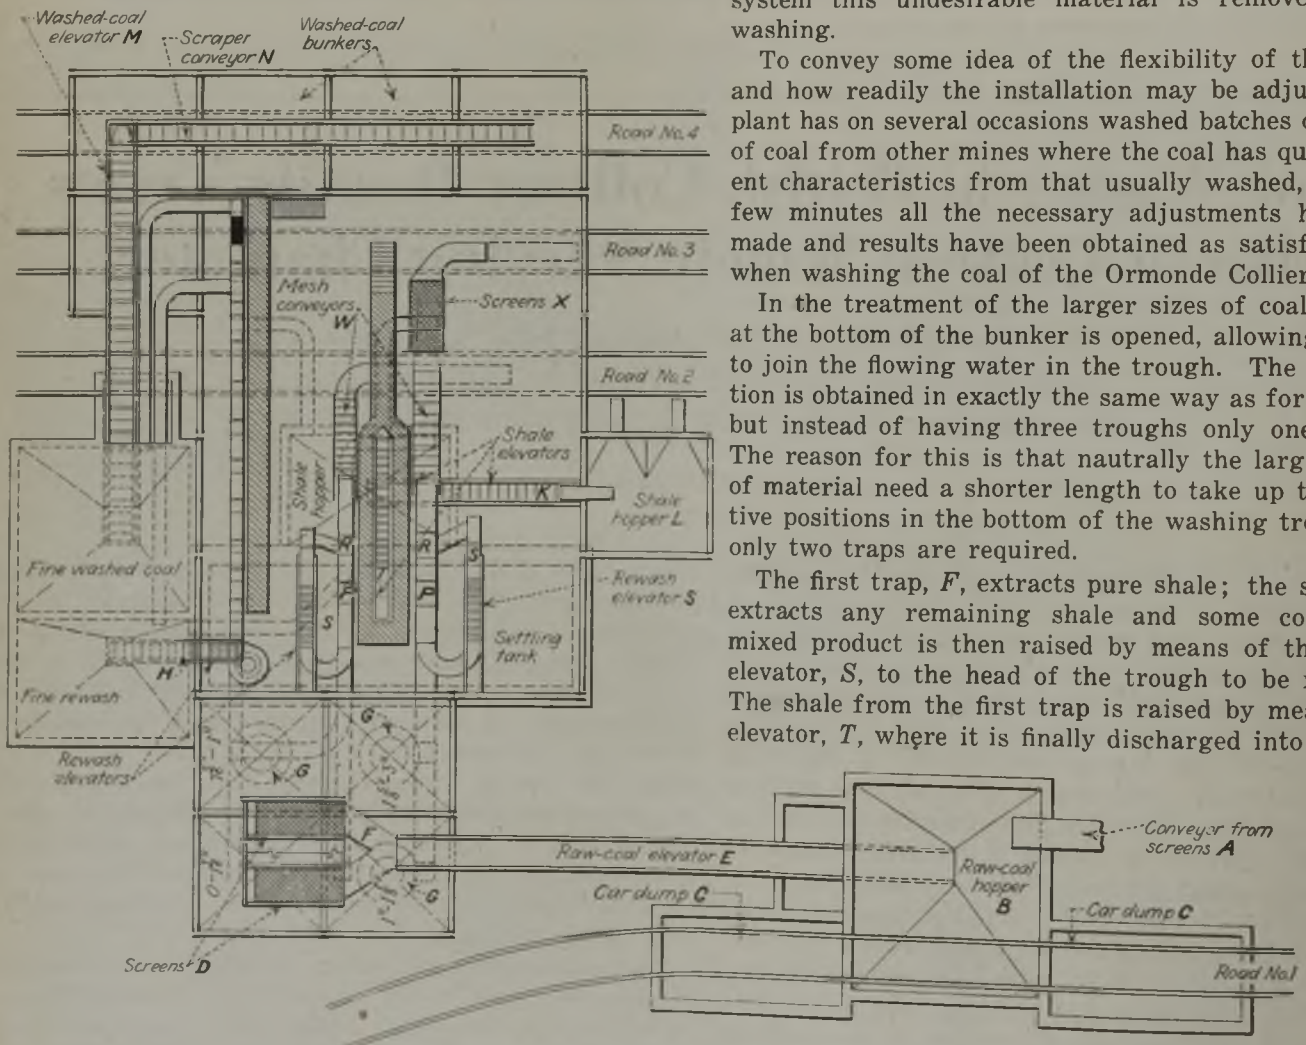 system this undesirable material is
washing.
To convey some idea of the flexibility of
and how readily the installation may be
plant has on several occasions washed batches
of coal from other mines where the coal has
ent characteristics from that usually washed,
few minutes all the necessary adjustments
made and results have been obtained as
when washing the coal of the Ormonde
In the treatment of the larger sizes of coal
at the bottom of the bunker is opened,
to join the flowing water in the trough. The
tion is obtained in exactly the same way as for
but instead of having three troughs only one
The reason for this is that nautrally the
of material need a shorter length to take up
tive positions in the bottom of the washing
only two traps are required.
The first trap, F, extracts pure shale; the
extracts any remaining shale and some
mixed product is then raised by means of
elevator, S, to the head of the trough to be
The shale from the first trap is raised by
elevator, T, where it is finally discharged into
Washed-coal
elevator M
Scraper
conveyor N
Washed-coal
bunkers
Road No. 4
Road No. 3
Mesh
conveyors
W
Screens X
Road No. 2
Shale
hopper
Shale
elevators
K
Shale
hopper L
R
R
S
P
P
S
Fine washed coal
Rewash
elevator S
Settling
tank
H
Fine rewash
Rewash
elevators
G
G
F
G
Raw-coal elevator E
Raw-coal
hopper
B
Conveyor from
screens A
Car dump C
Car dump C
Road No.1
Screens D